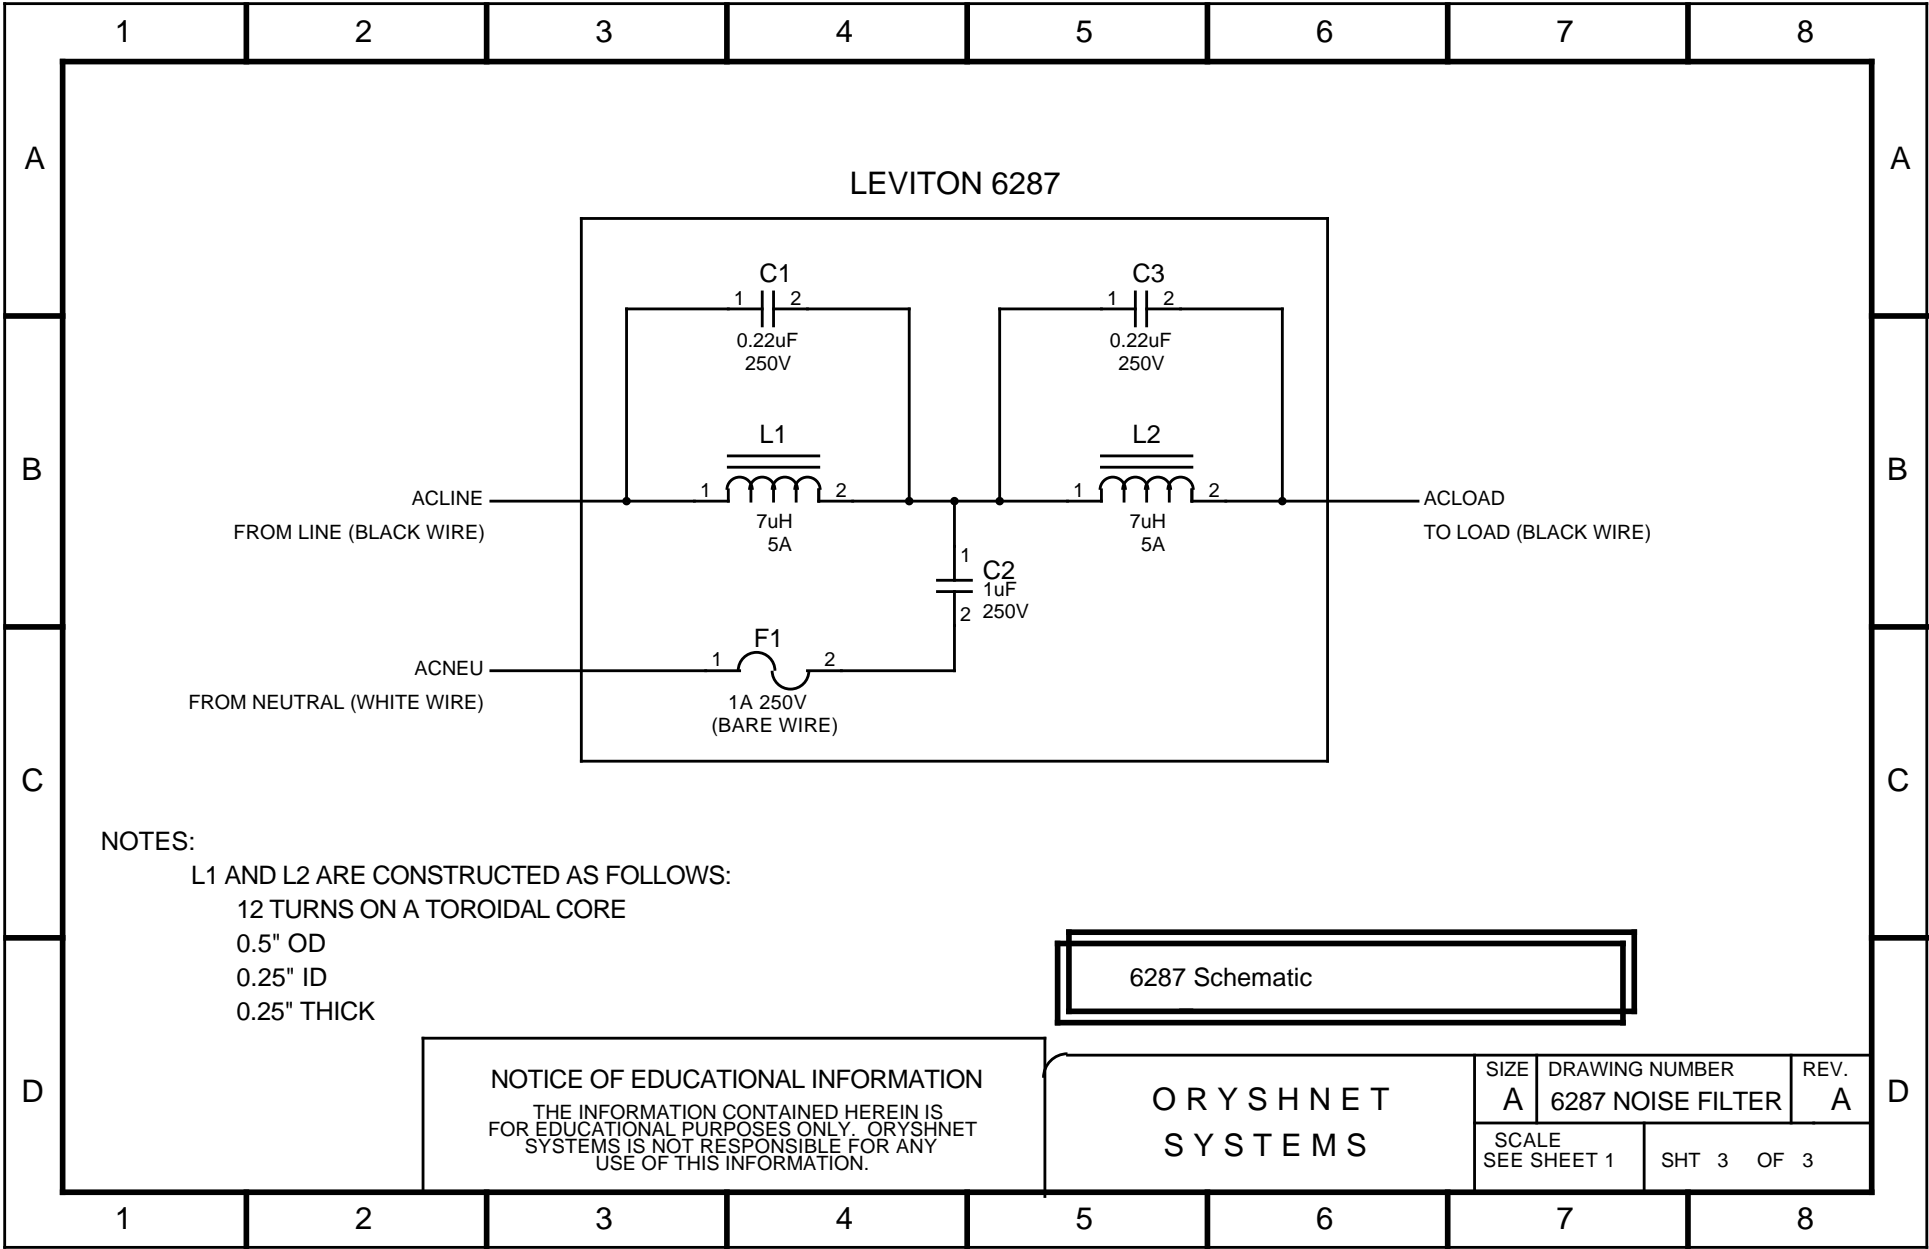 1 2 3 4 5 6 7 8
A A
LEVITON 6287
C1 C3
1 2 1 2
0.22uF 0.22uF
250V 250V
B B
L1 L2
ACLINE 1 2 1 2 ACLOAD
7uH 7uH
FROM LINE (BLACK WIRE) 5A 5A TO LOAD (BLACK WIRE)
1
C2
1uF
2 250V
F1
ACNEU 1 2
FROM NEUTRAL (WHITE WIRE) 1A 250V
(BARE WIRE)
C C
NOTES:
L1 AND L2 ARE CONSTRUCTED AS FOLLOWS:
12 TURNS ON A TOROIDAL CORE
0.5" OD
0.25" ID
0.25" THICK
6287 Schematic
D D
NOTICE OF EDUCATIONAL INFORMATION
THE INFORMATION CONTAINED HEREIN IS
FOR EDUCATIONAL PURPOSES ONLY. ORYSHNET
SYSTEMS IS NOT RESPONSIBLE FOR ANY
USE OF THIS INFORMATION.
ORYSHNET
SYSTEMS
SIZE DRAWING NUMBER REV.
A 6287 NOISE FILTER A
SCALE
SEE SHEET 1 SHT 3 OF 3
1 2 3 4 5 6 7 8